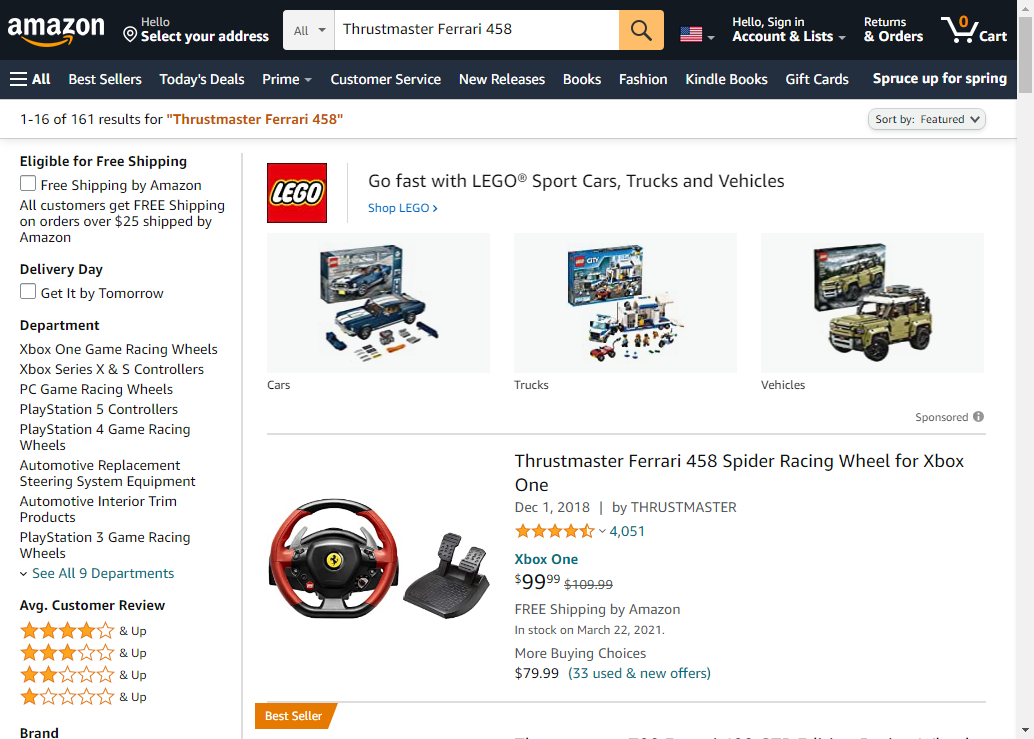 amazon
Hello
Select your address
All
Thrustmaster Ferrari 458
Hello, Sign in
Account & Lists
Returns
& Orders
0
Cart
All
Best Sellers
Today's Deals
Prime
Customer Service
New Releases
Books
Fashion
Kindle Books
Gift Cards
Spruce up for spring
1-16 of 161 results for "Thrustmaster Ferrari 458"
Sort by: Featured
Eligible for Free Shipping
Free Shipping by Amazon
All customers get FREE Shipping
on orders over $25 shipped by
Amazon
Delivery Day
Get It by Tomorrow
Department
Xbox One Game Racing Wheels
Xbox Series X & S Controllers
PC Game Racing Wheels
PlayStation 5 Controllers
PlayStation 4 Game Racing
Wheels
Automotive Replacement
Steering System Equipment
Automotive Interior Trim
Products
PlayStation 3 Game Racing
Wheels
See All 9 Departments
Avg. Customer Review
& Up
& Up
& Up
& Up
Brand
LEGO
Go fast with LEGO® Sport Cars, Trucks and Vehicles
Shop LEGO ›
CITY
Cars
Trucks
Vehicles
Sponsored
Thrustmaster Ferrari 458 Spider Racing Wheel for Xbox
One
Dec 1, 2018 | by THRUSTMASTER
4,051
Xbox One
$9999 $109.99
FREE Shipping by Amazon
In stock on March 22, 2021.
More Buying Choices
$79.99 (33 used & new offers)
Best Seller